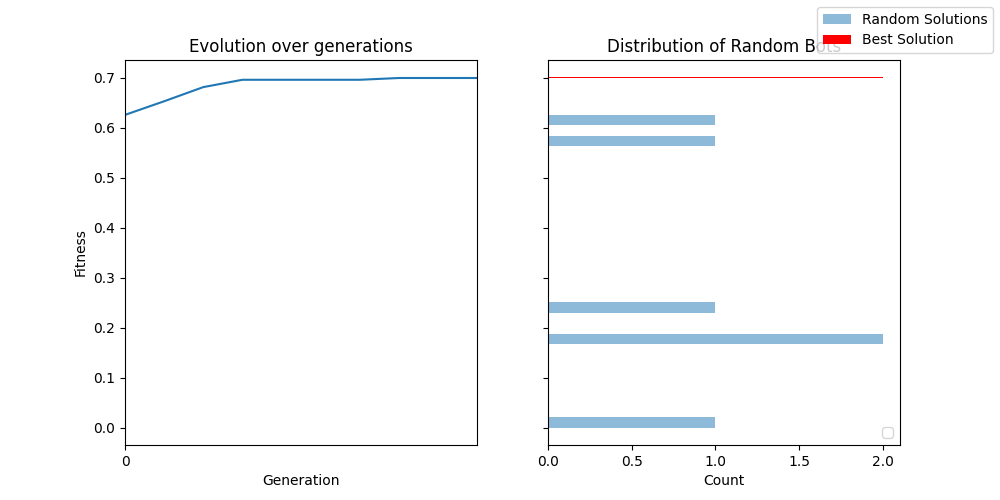 Random Solutions
Best Solution
Evolution over generations
Distribution of Random Bots
Fitness
0.7
0.6
0.5
0.4
0.3
0.2
0.1
0.0
0
Generation
0.0 0.5 1.0 1.5 2.0
Count